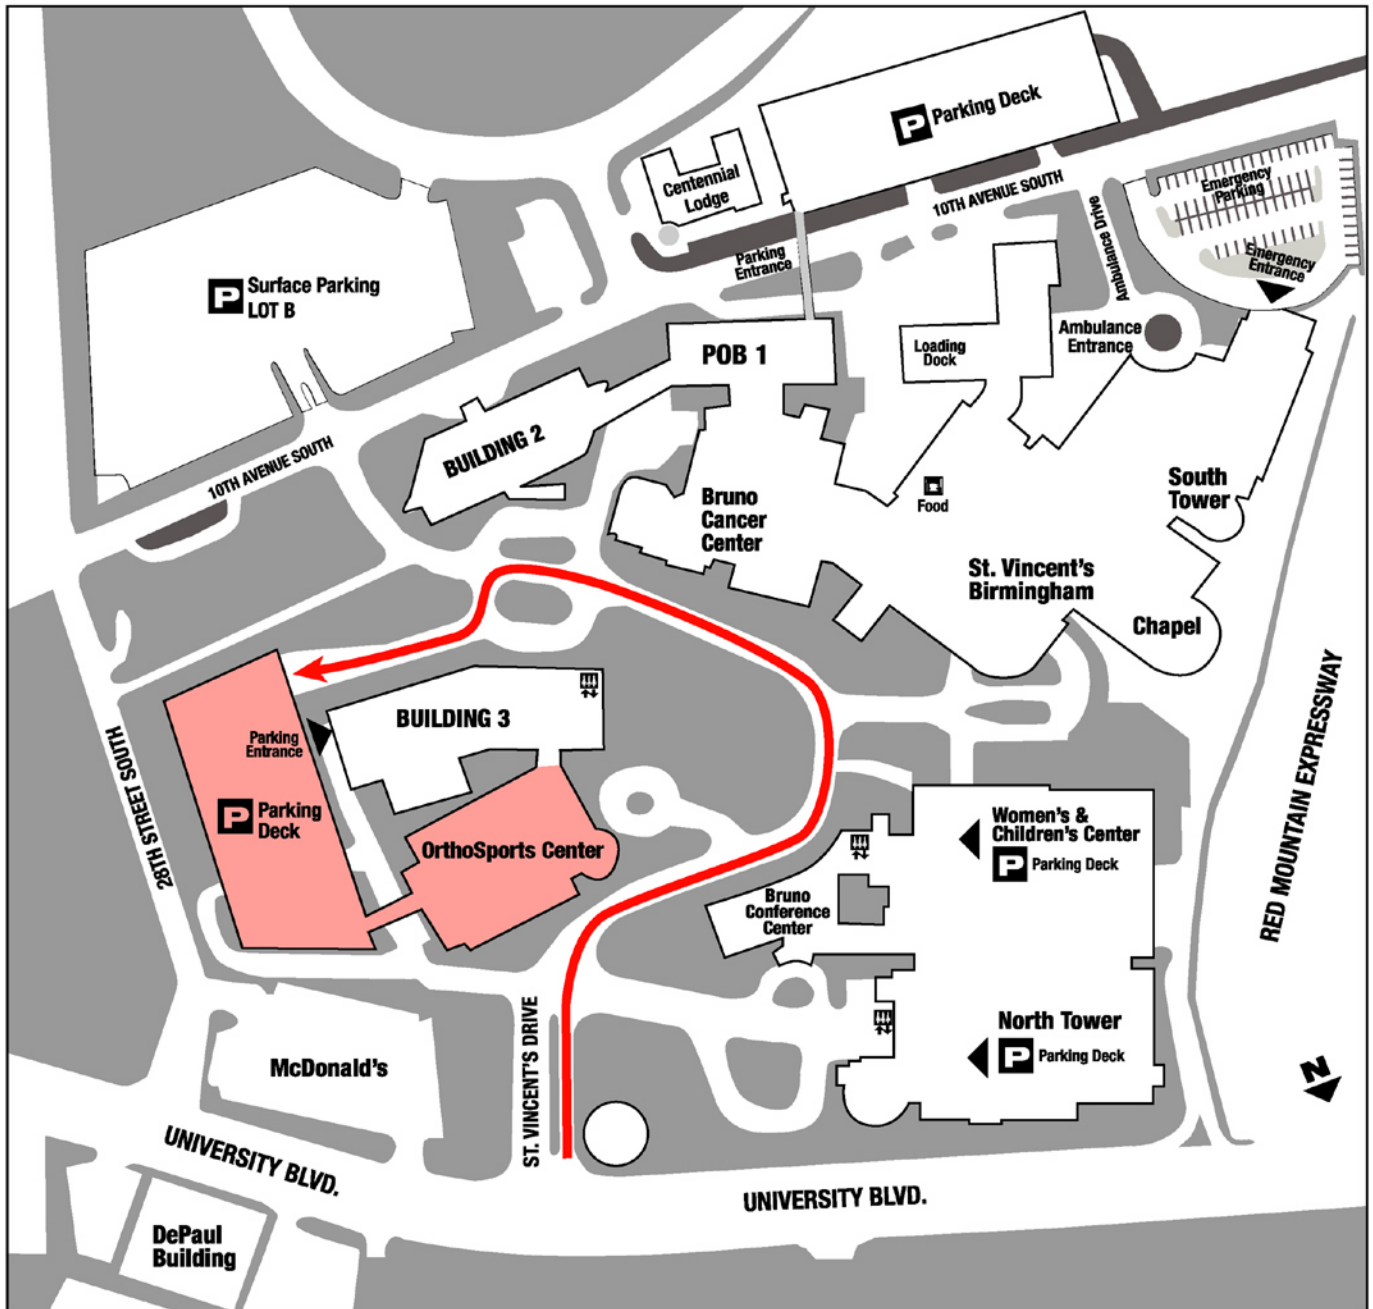 P Parking Deck
Centennial
Lodge
10TH AVENUE SOUTH
Ambulance Drive
Emergency
Parking
Emergency
Entrance
Parking
Entrance
P Surface Parking
LOT B
POB 1
Loading
Dock
Ambulance
Entrance
BUILDING 2
10TH AVENUE SOUTH
Bruno
Cancer
Center
Food
South
Tower
St. Vincent's
Birmingham
Chapel
RED MOUNTAIN EXPRESSWAY
28TH STREET SOUTH
Parking
Entrance
BUILDING 3
P Parking
Deck
OrthoSports Center
Women's &
Children's Center
P Parking Deck
Bruno
Conference
Center
North Tower
P Parking Deck
ST. VINCENT'S DRIVE
McDonald's
N
UNIVERSITY BLVD.
UNIVERSITY BLVD.
DePaul
Building